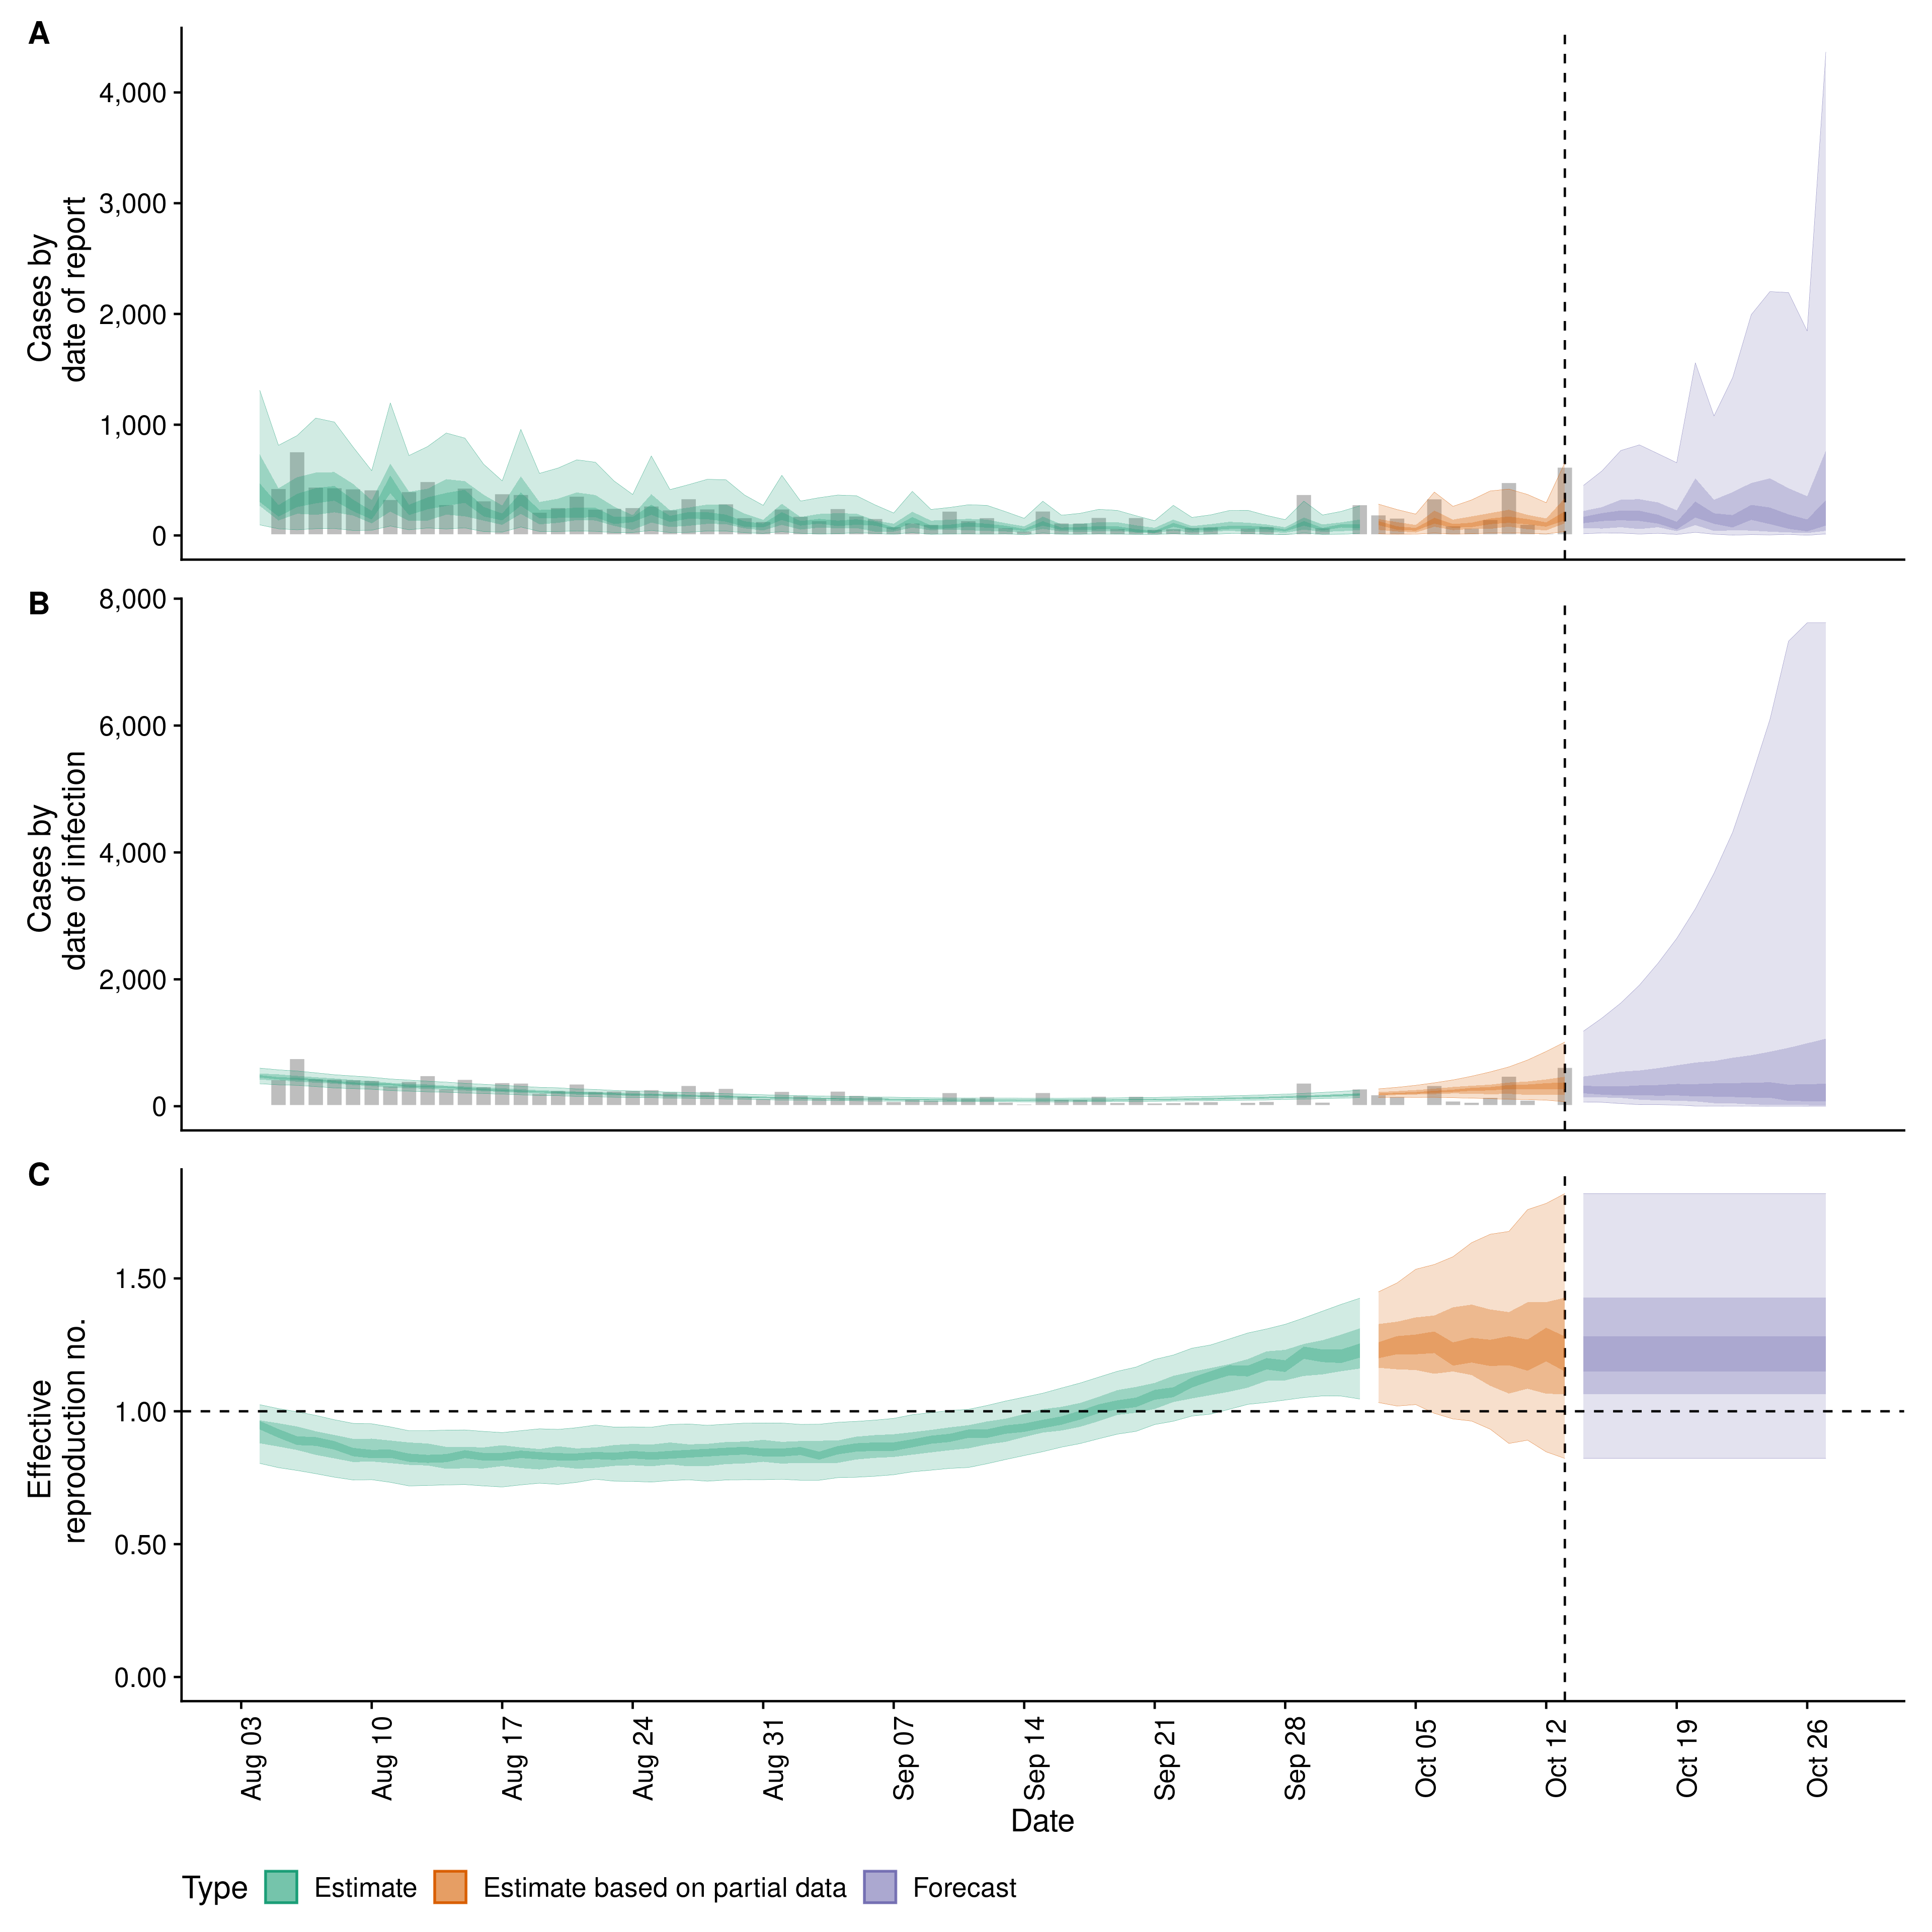 A
4,000
3,000
2,000
1,000
0
Cases by
date of report
B
8,000
6,000
4,000
2,000
0
Cases by
date of infection
C
1.50
1.00
0.50
0.00
Effective
reproduction no.
Aug 03
Aug 10
Aug 17
Aug 24
Aug 31
Sep 07
Sep 14
Sep 21
Sep 28
Oct 05
Oct 12
Oct 19
Oct 26
Date
Type Estimate Estimate based on partial data Forecast